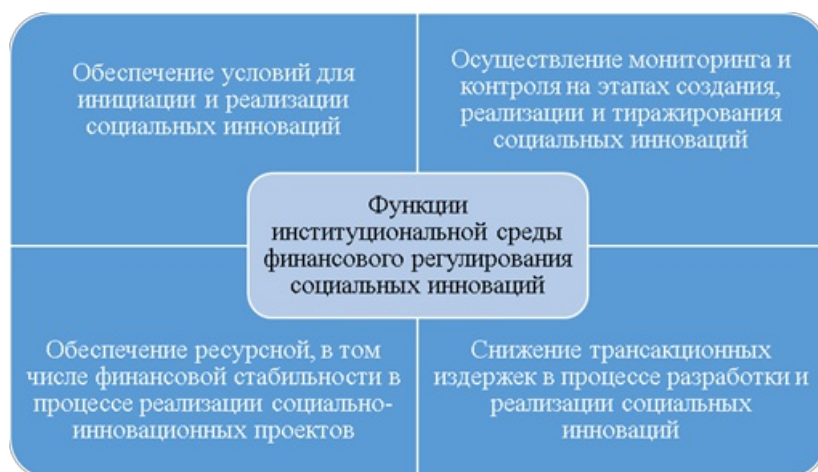 Обеспечение условий для
инициации и реализации
социальных инноваций
Осуществление мониторинга и
контроля на этапах создания,
реализации и тиражирования
социальных инноваций
Функции
институциональной среды
финансового регулирования
социальных инноваций
Обеспечение ресурсной, в том
числе финансовой стабильности в
процессе реализации социально-
инновационных проектов
Снижение трансакционных
издержек в процессе разработки и
реализации социальных
инноваций